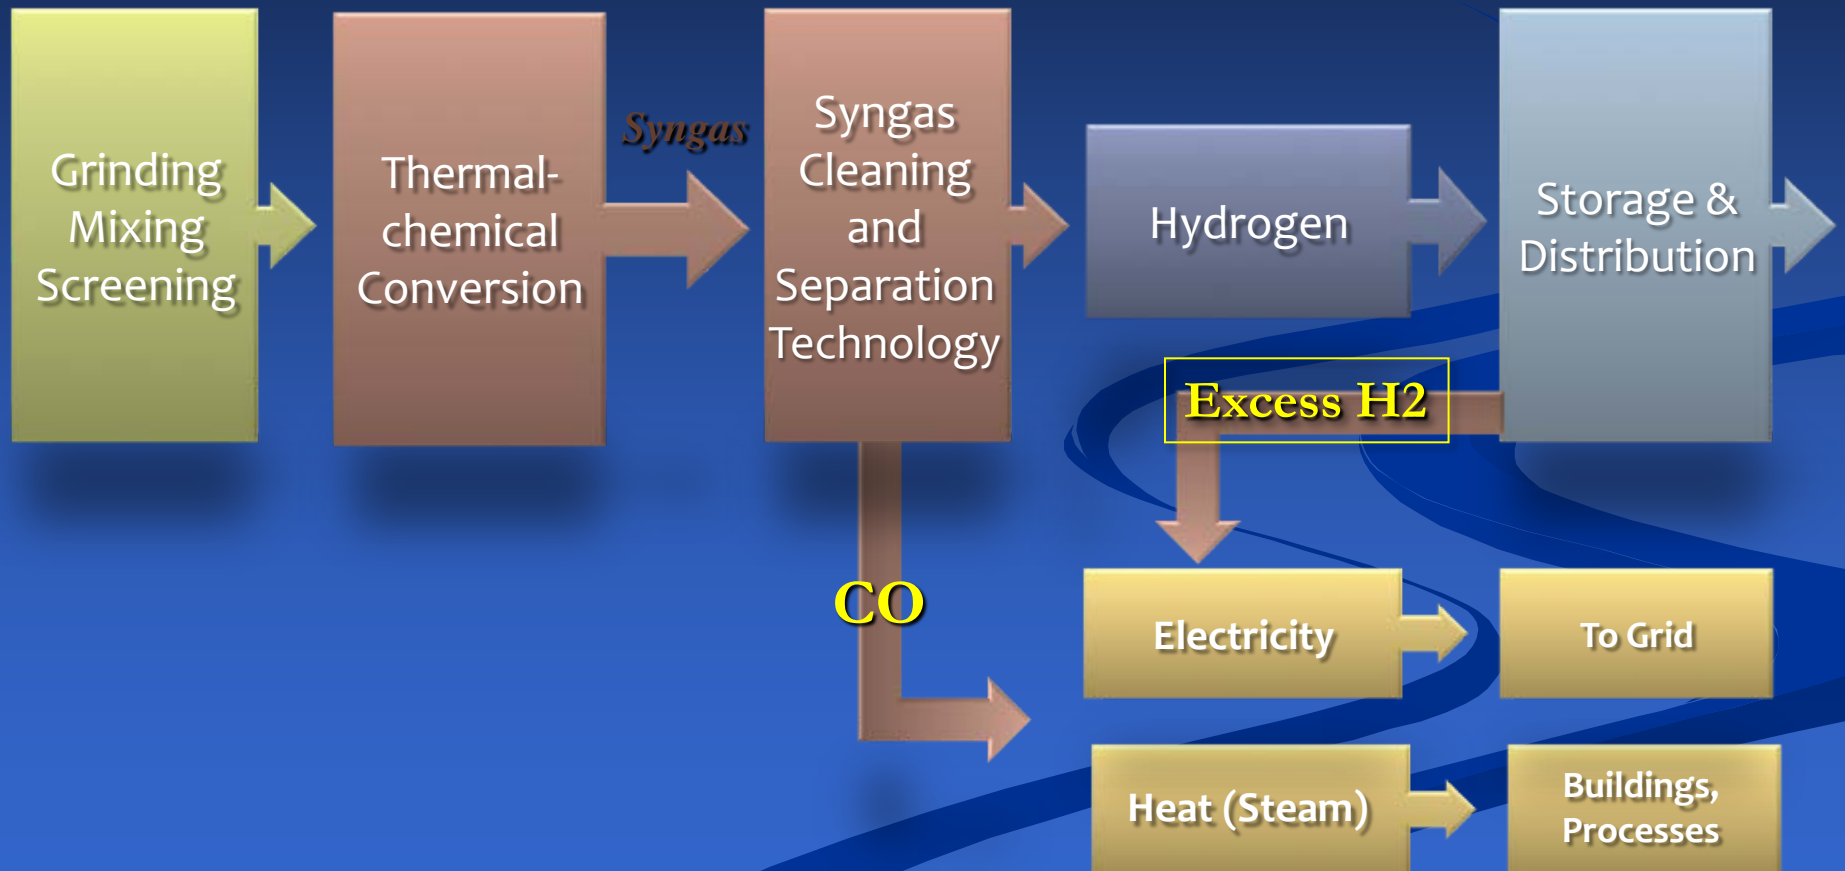 Grinding
Mixing
Screening
Thermal-
chemical
Conversion
Syngas
Syngas
Cleaning
and
Separation
Technology
Hydrogen
Storage &
Distribution
Excess H2
CO
Electricity
To Grid
Heat (Steam)
Buildings,
Processes